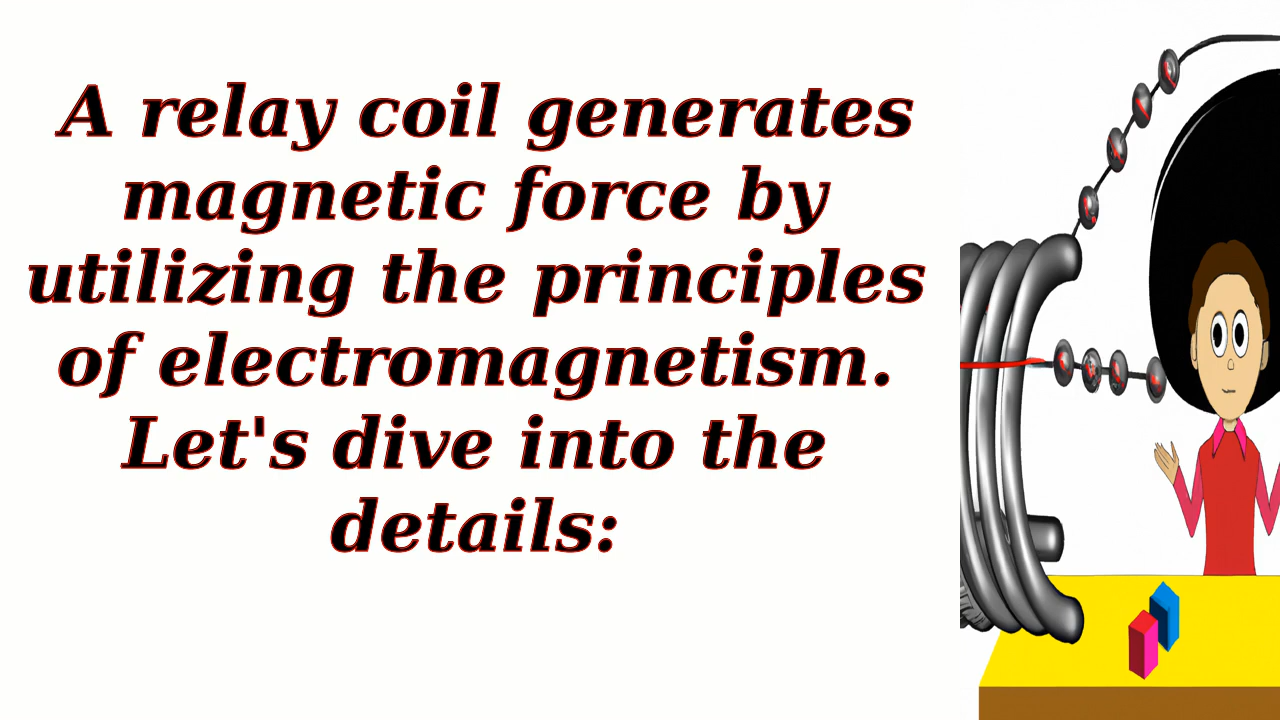 A relay coil generates
magnetic force by
utilizing the principles
of electromagnetism.
Let's dive into the
details: